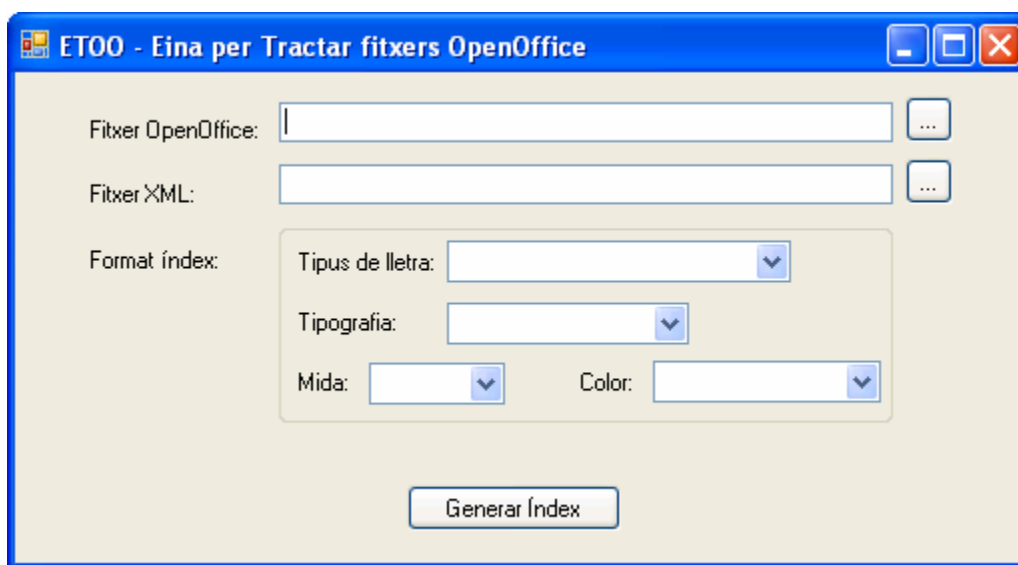 ETOO - Eina per Tractar fitxers OpenOffice
Fitxer OpenOffice:
...
Fitxer XML:
...
Format índex:
Tipus de lletra:
Tipografia:
Mida:
Color:
Generar Índex